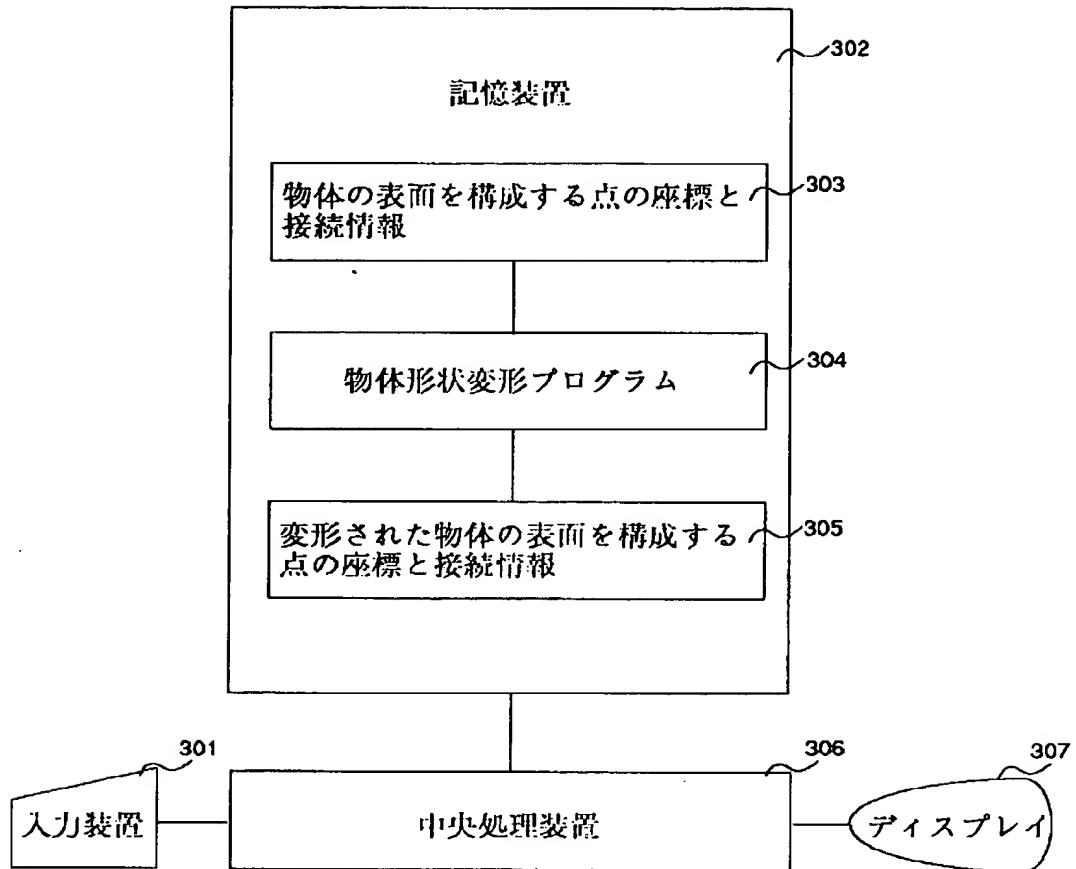 302
記憶装置
物体の表面を構成する点の座標と
接続情報
303
物体形状変形プログラム
304
変形された物体の表面を構成する
点の座標と接続情報
305
301
入力装置
306
中央処理装置
307
ディスプレイ